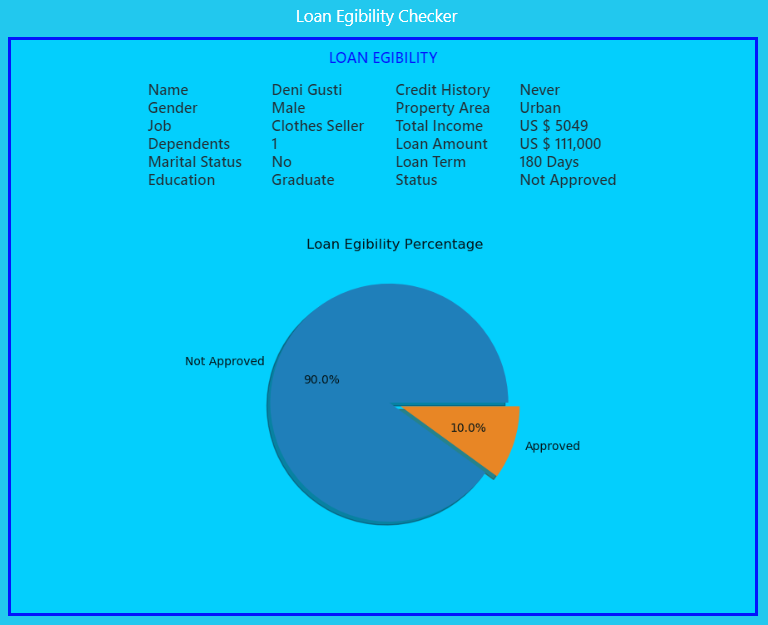 Loan Egibility Checker
LOAN EGIBILITY
Name Deni Gusti Credit History Never
Gender Male Property Area Urban
Job Clothes Seller Total Income US $ 5049
Dependents 1 Loan Amount US $ 111,000
Marital Status No Loan Term 180 Days
Education Graduate Status Not Approved
Loan Egibility Percentage
Not Approved
90.0%
10.0%
Approved